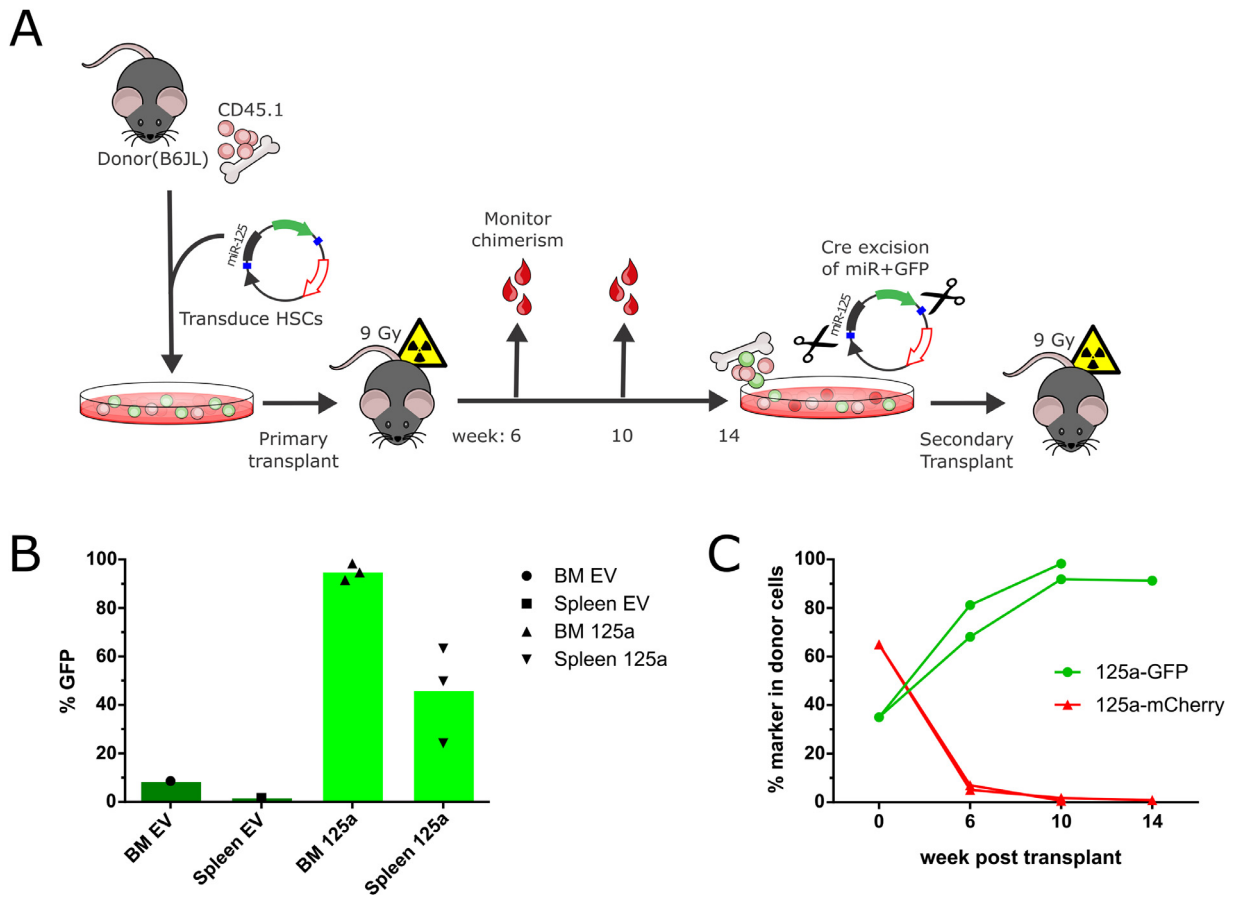 A
CD45.1
Donor(B6JL)
miR-125
Transduce HSCs
9 Gy
Primary
transplant
Monitor
chimerism
week: 6
10
14
Cre excision
of miR+GFP
miR-125
9 Gy
Secondary
Transplant
B
% GFP
100
80
60
40
20
0
BM EV
Spleen EV
BM 125a
Spleen 125a
BM EV
Spleen EV
BM 125a
Spleen 125a
C
% marker in donor cells
100
80
60
40
20
0
0
6
10
14
week post transplant
125a-GFP
125a-mCherry